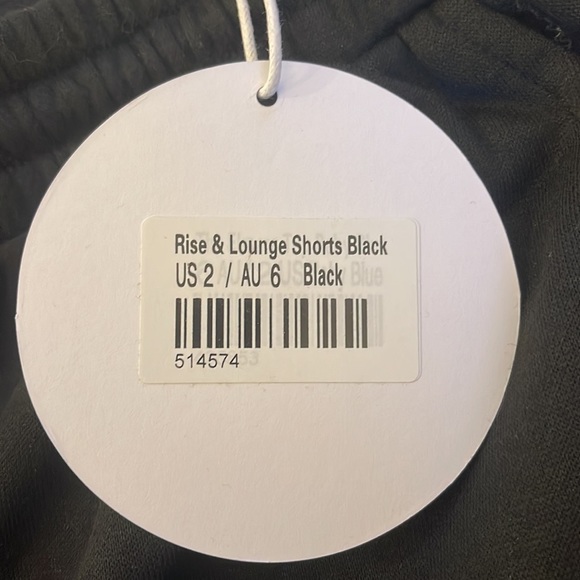 Rise & Lounge Shorts Black
US 2 / AU 6 Black
514574